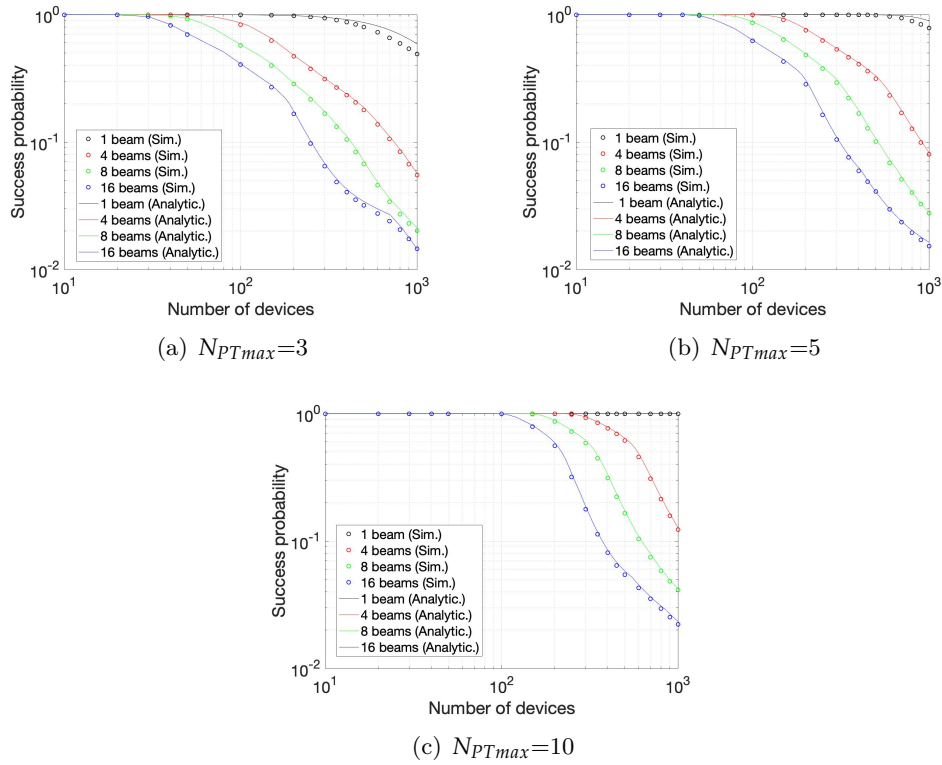 Success probability
10^0
10^-1
10^-2
1 beam (Sim.)
4 beams (Sim.)
8 beams (Sim.)
16 beams (Sim.)
1 beam (Analytic.)
4 beams (Analytic.)
8 beams (Analytic.)
16 beams (Analytic.)
10^1 10^2 10^3
Number of devices
(a) N_PTmax=3
Success probability
10^0
10^-1
10^-2
1 beam (Sim.)
4 beams (Sim.)
8 beams (Sim.)
16 beams (Sim.)
1 beam (Analytic.)
4 beams (Analytic.)
8 beams (Analytic.)
16 beams (Analytic.)
10^1 10^2 10^3
Number of devices
(b) N_PTmax=5
Success probability
10^0
10^-1
10^-2
1 beam (Sim.)
4 beams (Sim.)
8 beams (Sim.)
16 beams (Sim.)
1 beam (Analytic.)
4 beams (Analytic.)
8 beams (Analytic.)
16 beams (Analytic.)
10^1 10^2 10^3
Number of devices
(c) N_PTmax=10